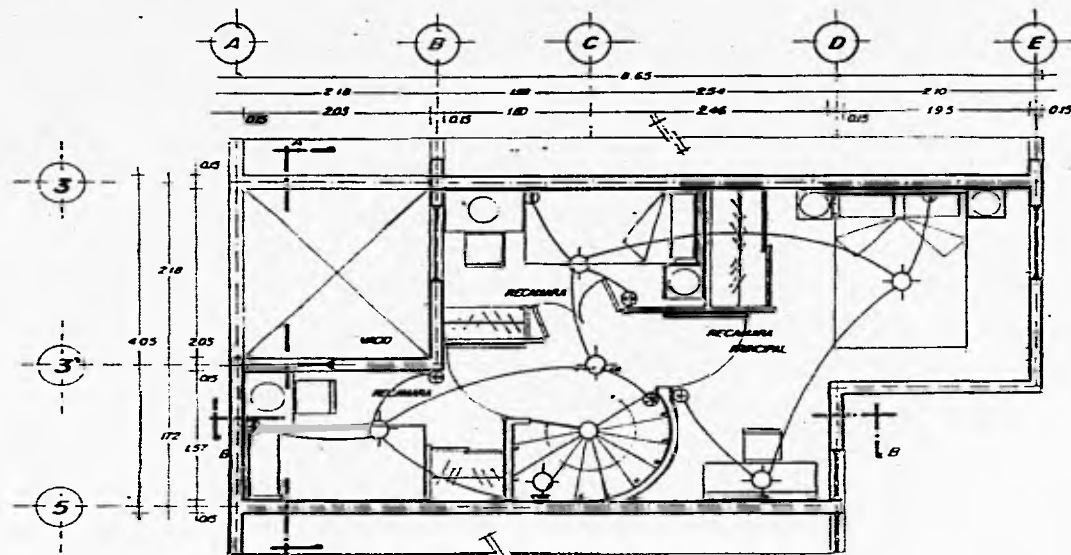 A B C D E
8.65
2.18 2.54 2.10
0.15 2.03 0.15 1.80 2.46 0.15 1.95 0.15
A
3
0.15
2.18
RECAMARA
RECAMARA
PRINCIPAL
VACIO
4.05 2.03
3'
0.15
RECAMARA
1.72
1.57
B B
5
0.15